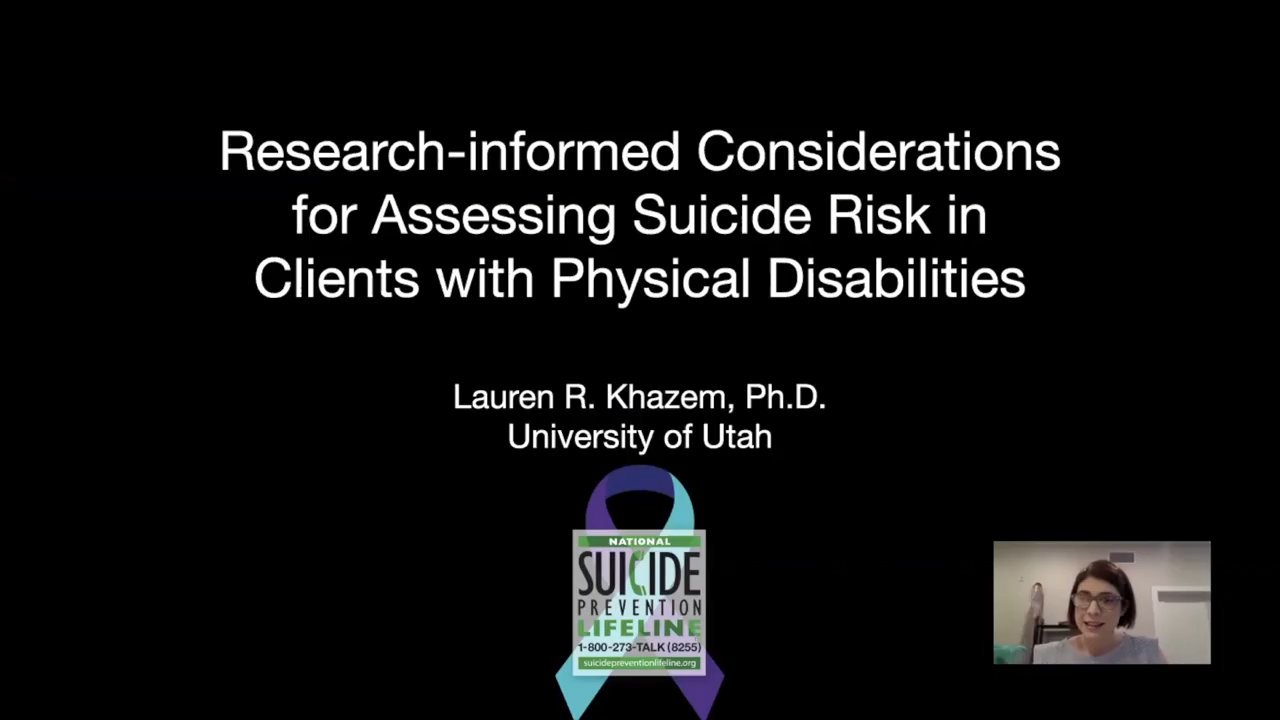 Research-informed Considerations
for Assessing Suicide Risk in
Clients with Physical Disabilities
Lauren R. Khazem, Ph.D.
University of Utah
NATIONAL
SUICIDE
PREVENTION
LIFELINE
1-800-273-TALK (8255)
suicidepreventionlifeline.org